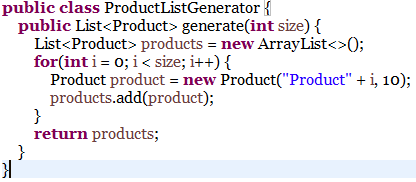 public class ProductListGenerator {
public List<Product> generate(int size) {
List<Product> products = new ArrayList<>();
for(int i = 0; i < size; i++) {
Product product = new Product("Product" + i, 10);
products.add(product);
}
return products;
}
}